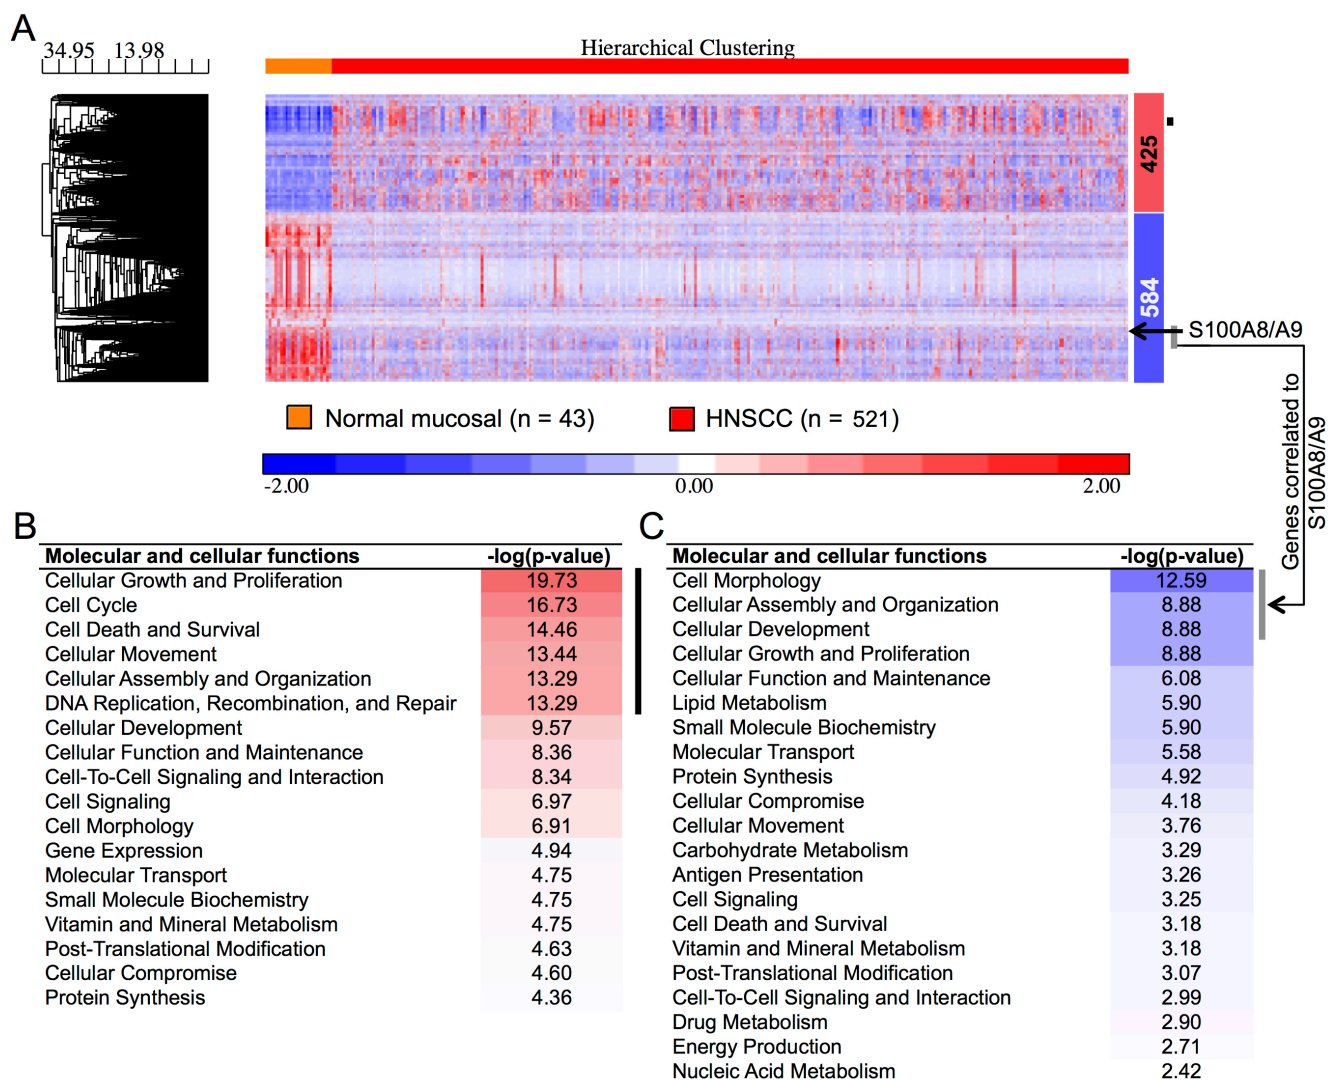 A
34.95 13.98
Hierarchical Clustering
425
584
S100A8/A9
Genes correlated to
S100A8/A9
Normal mucosal (n = 43)
HNSCC (n = 521)
-2.00 0.00 2.00
B
Molecular and cellular functions -log(p-value)
Cellular Growth and Proliferation 19.73
Cell Cycle 16.73
Cell Death and Survival 14.46
Cellular Movement 13.44
Cellular Assembly and Organization 13.29
DNA Replication, Recombination, and Repair 13.29
Cellular Development 9.57
Cellular Function and Maintenance 8.36
Cell-To-Cell Signaling and Interaction 8.34
Cell Signaling 6.97
Cell Morphology 6.91
Gene Expression 4.94
Molecular Transport 4.75
Small Molecule Biochemistry 4.75
Vitamin and Mineral Metabolism 4.75
Post-Translational Modification 4.63
Cellular Compromise 4.60
Protein Synthesis 4.36
C
Molecular and cellular functions -log(p-value)
Cell Morphology 12.59
Cellular Assembly and Organization 8.88
Cellular Development 8.88
Cellular Growth and Proliferation 8.88
Cellular Function and Maintenance 6.08
Lipid Metabolism 5.90
Small Molecule Biochemistry 5.90
Molecular Transport 5.58
Protein Synthesis 4.92
Cellular Compromise 4.18
Cellular Movement 3.76
Carbohydrate Metabolism 3.29
Antigen Presentation 3.26
Cell Signaling 3.25
Cell Death and Survival 3.18
Vitamin and Mineral Metabolism 3.18
Post-Translational Modification 3.07
Cell-To-Cell Signaling and Interaction 2.99
Drug Metabolism 2.90
Energy Production 2.71
Nucleic Acid Metabolism 2.42